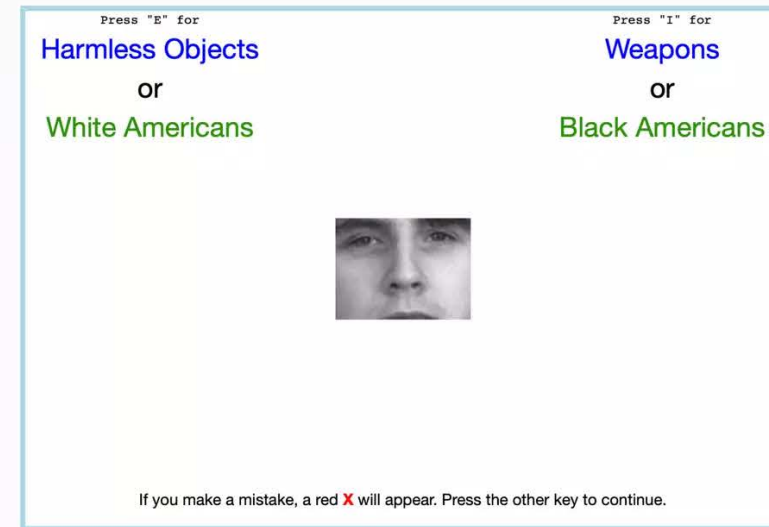 Press "E" for
Harmless Objects
or
White Americans
Press "I" for
Weapons
or
Black Americans
If you make a mistake, a red X will appear. Press the other key to continue.